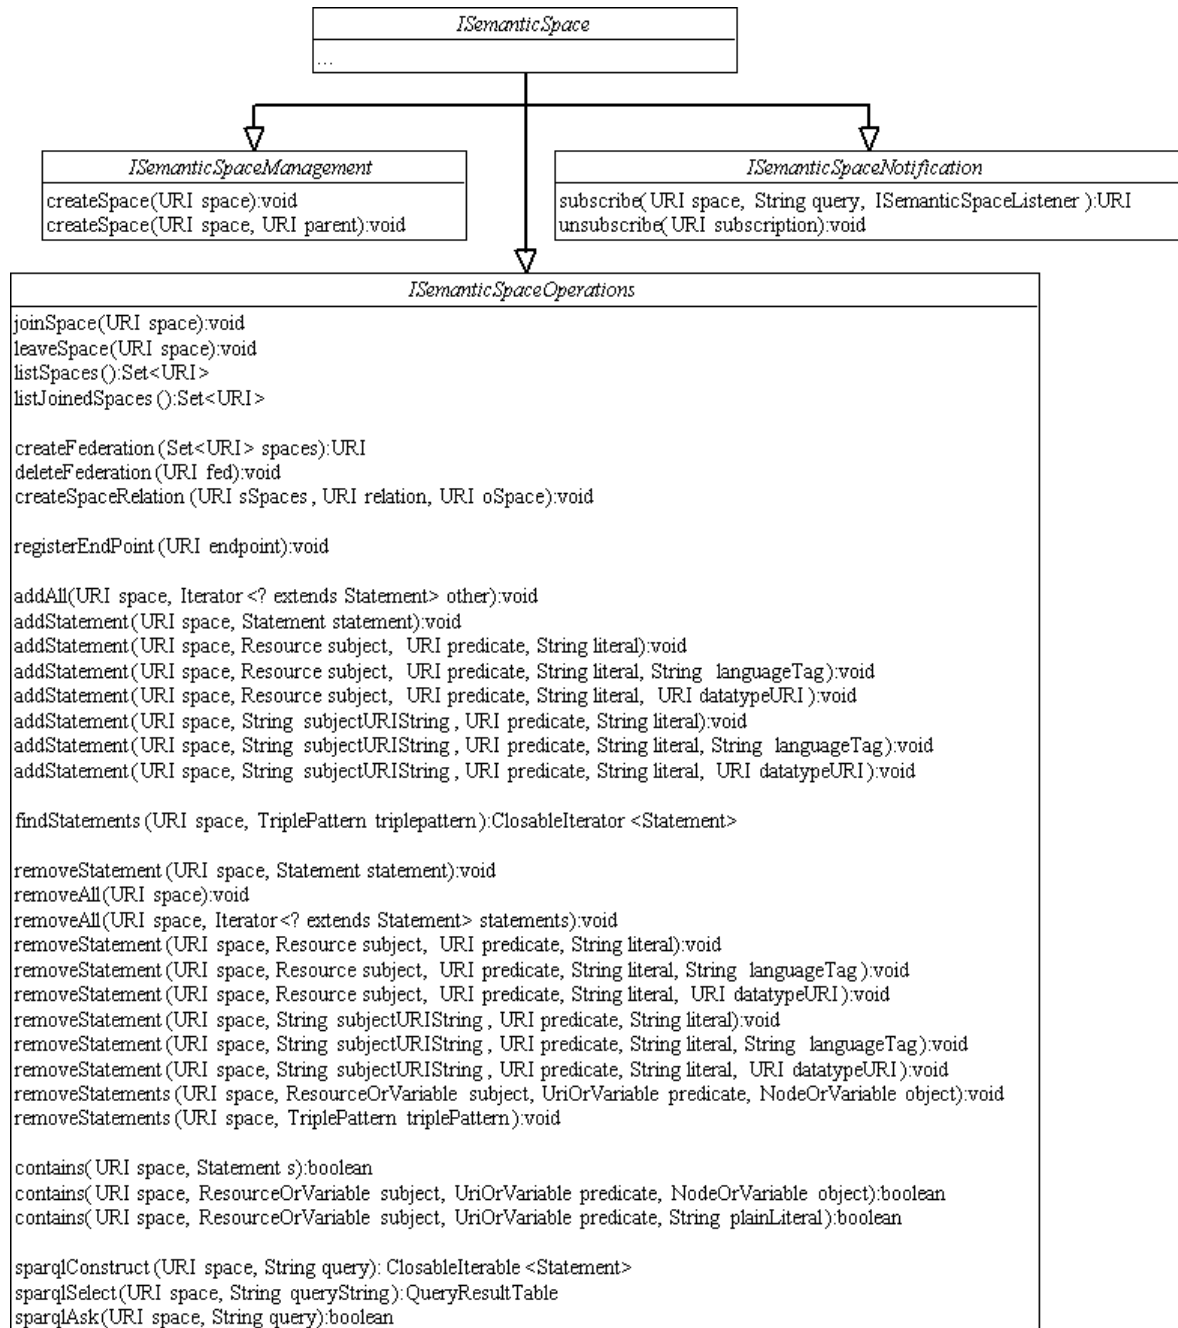 ISemanticSpace
...
ISemanticSpaceManagement
createSpace(URI space):void
createSpace(URI space, URI parent):void
ISemanticSpaceNotification
subscribe(URI space, String query, ISemanticSpaceListener):URI
unsubscribe(URI subscription):void
ISemanticSpaceOperations
joinSpace(URI space):void
leaveSpace(URI space):void
listSpaces():Set<URI>
listJoinedSpaces():Set<URI>
createFederation(Set<URI> spaces):URI
deleteFederation(URI fed):void
createSpaceRelation(URI sSpaces, URI relation, URI oSpace):void
registerEndPoint(URI endpoint):void
addAll(URI space, Iterator<? extends Statement> other):void
addStatement(URI space, Statement statement):void
addStatement(URI space, Resource subject, URI predicate, String literal):void
addStatement(URI space, Resource subject, URI predicate, String literal, String languageTag):void
addStatement(URI space, Resource subject, URI predicate, String literal, URI datatypeURI):void
addStatement(URI space, String subjectURIString, URI predicate, String literal):void
addStatement(URI space, String subjectURIString, URI predicate, String literal, String languageTag):void
addStatement(URI space, String subjectURIString, URI predicate, String literal, URI datatypeURI):void
findStatements(URI space, TriplePattern triplepattern):ClosableIterator<Statement>
removeStatement(URI space, Statement statement):void
removeAll(URI space):void
removeAll(URI space, Iterator<? extends Statement> statements):void
removeStatement(URI space, Resource subject, URI predicate, String literal):void
removeStatement(URI space, Resource subject, URI predicate, String literal, String languageTag):void
removeStatement(URI space, Resource subject, URI predicate, String literal, URI datatypeURI):void
removeStatement(URI space, String subjectURIString, URI predicate, String literal):void
removeStatement(URI space, String subjectURIString, URI predicate, String literal, String languageTag):void
removeStatement(URI space, String subjectURIString, URI predicate, String literal, URI datatypeURI):void
removeStatements(URI space, ResourceOrVariable subject, UriOrVariable predicate, NodeOrVariable object):void
removeStatements(URI space, TriplePattern triplePattern):void
contains(URI space, Statement s):boolean
contains(URI space, ResourceOrVariable subject, UriOrVariable predicate, NodeOrVariable object):boolean
contains(URI space, ResourceOrVariable subject, UriOrVariable predicate, String plainLiteral):boolean
sparqlConstruct(URI space, String query): ClosableIterable<Statement>
sparqlSelect(URI space, String queryString):QueryResultTable
sparqlAsk(URI space, String query):boolean